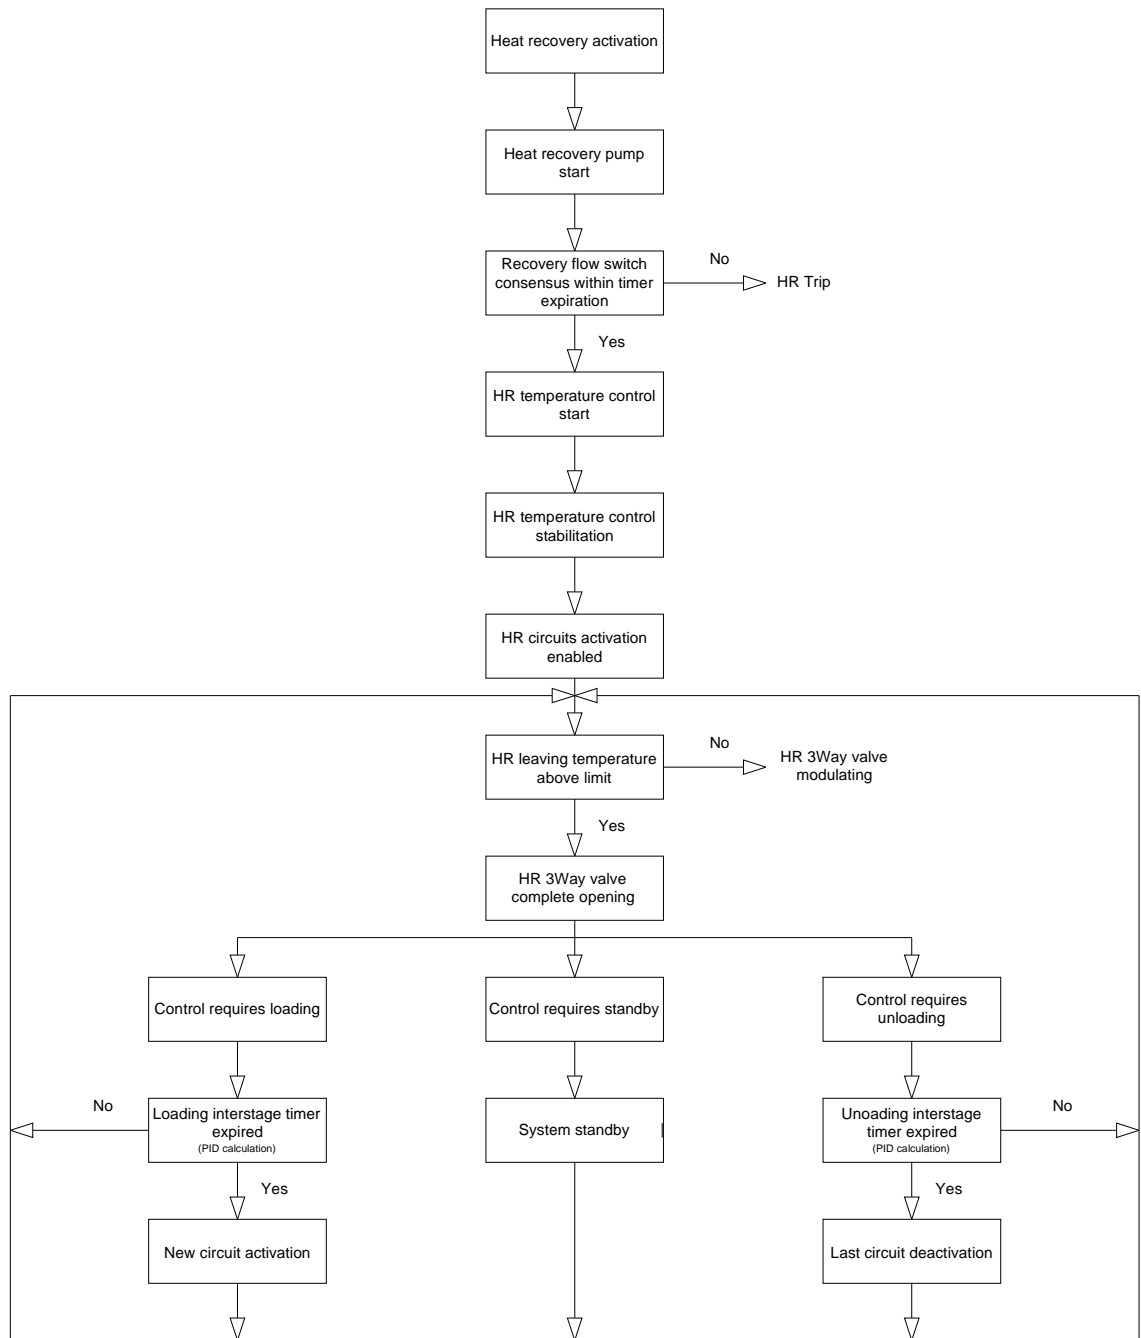 Heat recovery activation
Heat recovery pump
start
Recovery flow switch
consensus within timer
expiration
No
HR Trip
Yes
HR temperature control
start
HR temperature control
stabilitation
HR circuits activation
enabled
HR leaving temperature
above limit
No
HR 3Way valve
modulating
Yes
HR 3Way valve
complete opening
Control requires loading
Control requires standby
Control requires
unloading
No
Loading interstage timer
expired
(PID calculation)
System standby
Unoading interstage
timer expired
(PID calculation)
No
Yes
Yes
New circuit activation
Last circuit deactivation